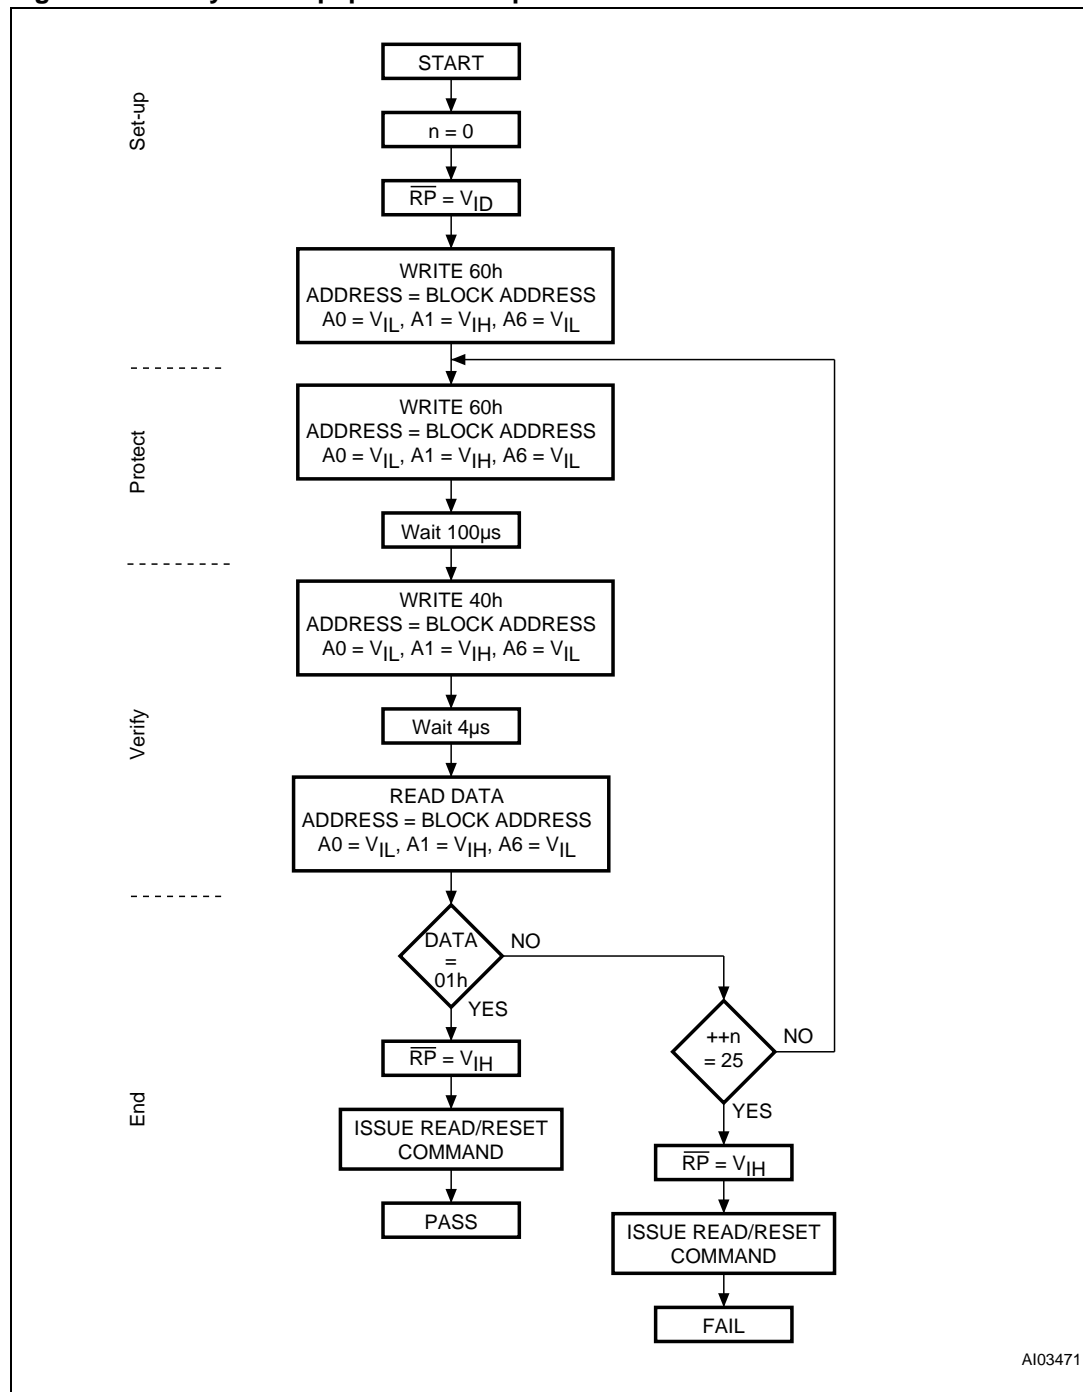 Set-up
START
n = 0
RP = VID
WRITE 60h
ADDRESS = BLOCK ADDRESS
A0 = VIL, A1 = VIH, A6 = VIL
Protect
WRITE 60h
ADDRESS = BLOCK ADDRESS
A0 = VIL, A1 = VIH, A6 = VIL
Wait 100µs
Verify
WRITE 40h
ADDRESS = BLOCK ADDRESS
A0 = VIL, A1 = VIH, A6 = VIL
Wait 4µs
READ DATA
ADDRESS = BLOCK ADDRESS
A0 = VIL, A1 = VIH, A6 = VIL
End
DATA
=
01h
NO
YES
++n
= 25
NO
YES
RP = VIH
ISSUE READ/RESET
COMMAND
PASS
RP = VIH
ISSUE READ/RESET
COMMAND
FAIL
AI03471